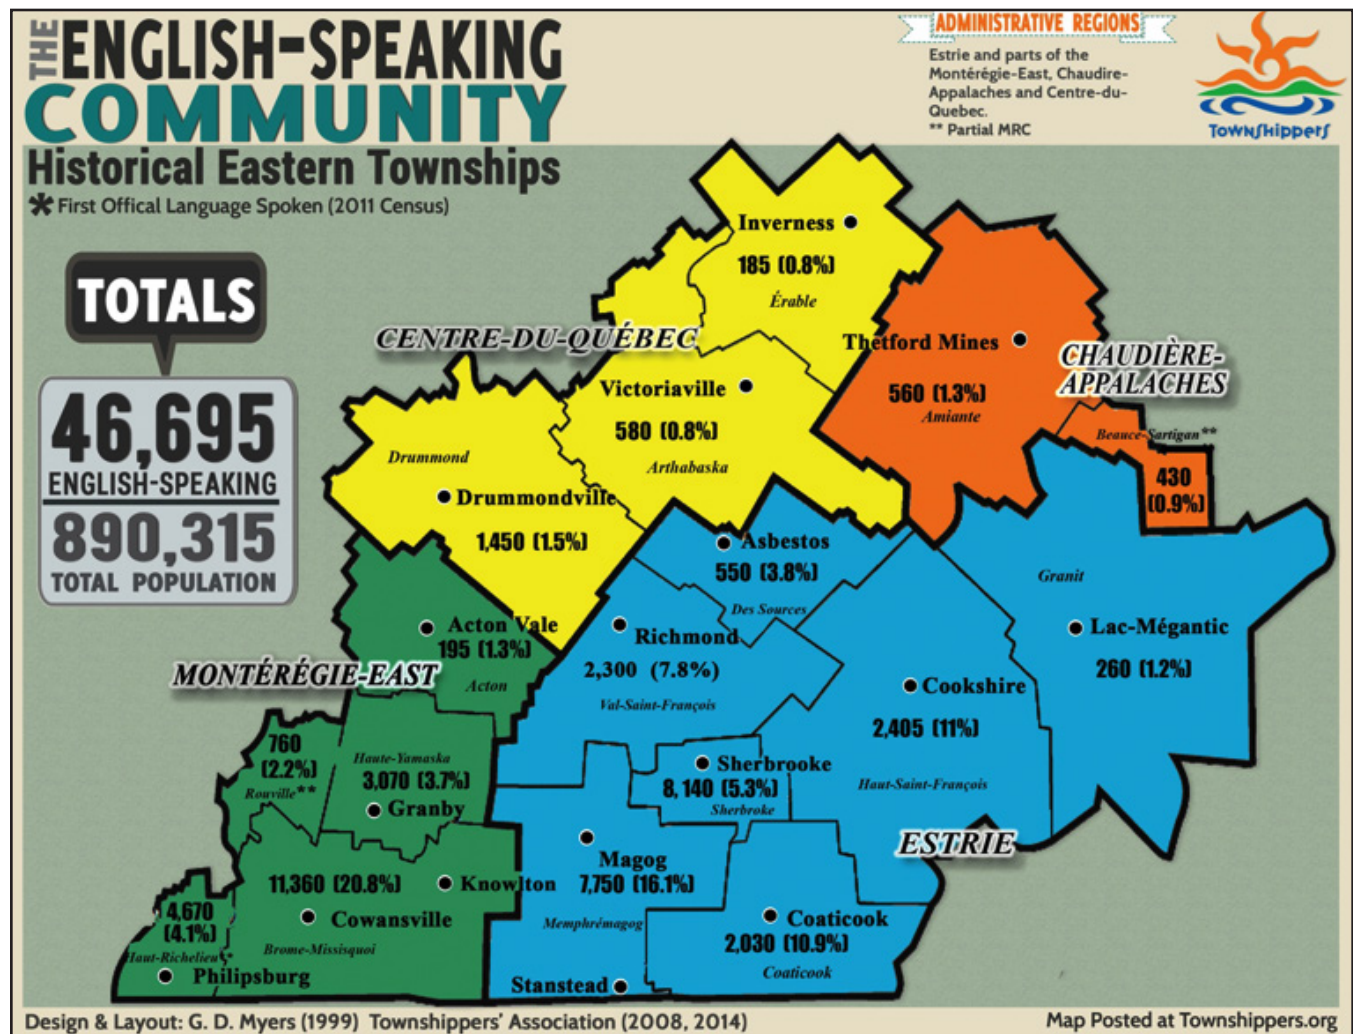 THE ENGLISH-SPEAKING
COMMUNITY
Historical Eastern Townships
* First Offical Language Spoken (2011 Census)
ADMINISTRATIVE REGIONS
Estrie and parts of the
Montérégie-East, Chaudire-
Appalaches and Centre-du-
Quebec.
** Partial MRC
Townshippers
TOTALS
46,695
ENGLISH-SPEAKING
890,315
TOTAL POPULATION
CENTRE-DU-QUÉBEC
Inverness
185 (0.8%)
Érable
Victoriaville
580 (0.8%)
Arthabaska
Drummond
Drummondville
1,450 (1.5%)
CHAUDIÈRE-
APPALACHES
Thetford Mines
560 (1.3%)
Amiante
Beauce-Sartigan**
430
(0.9%)
MONTÉRÉGIE-EAST
Acton Vale
195 (1.3%)
Acton
760
(2.2%)
Rouville**
Haute-Yamaska
3,070 (3.7%)
Granby
11,360 (20.8%)
Knowlton
Cowansville
Brome-Missisquoi
4,670
(4.1%)
Haut-Richelieu**
Philipsburg
ESTRIE
Asbestos
550 (3.8%)
Des Sources
Richmond
2,300 (7.8%)
Val-Saint-François
Granit
Lac-Mégantic
260 (1.2%)
Cookshire
2,405 (11%)
Haut-Saint-François
Sherbrooke
8, 140 (5.3%)
Sherbroke
Magog
7,750 (16.1%)
Memphrémagog
Stanstead
Coaticook
2,030 (10.9%)
Coaticook
Design & Layout: G. D. Myers (1999) Townshippers' Association (2008, 2014)
Map Posted at Townshippers.org